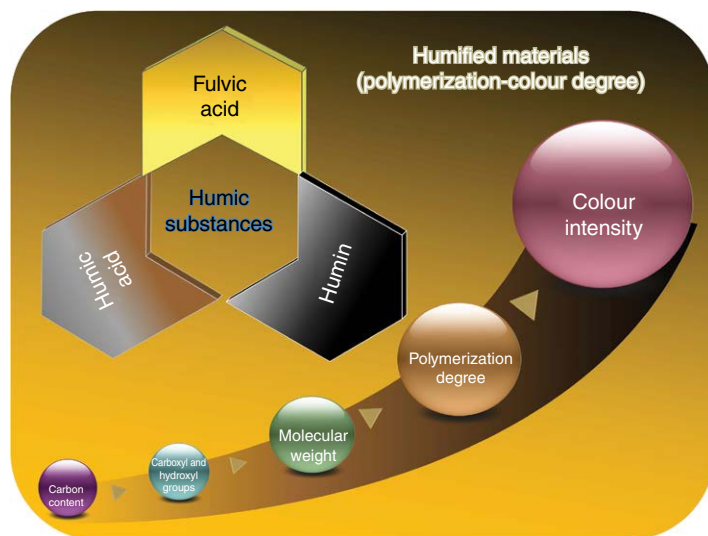 Humified materials
(polymerization-colour degree)
Fulvic
acid
Humic
substances
Humic
acid
Humin
Colour
intensity
Polymerization
degree
Molecular
weight
Carboxyl and
hydroxyl
groups
Carbon
content